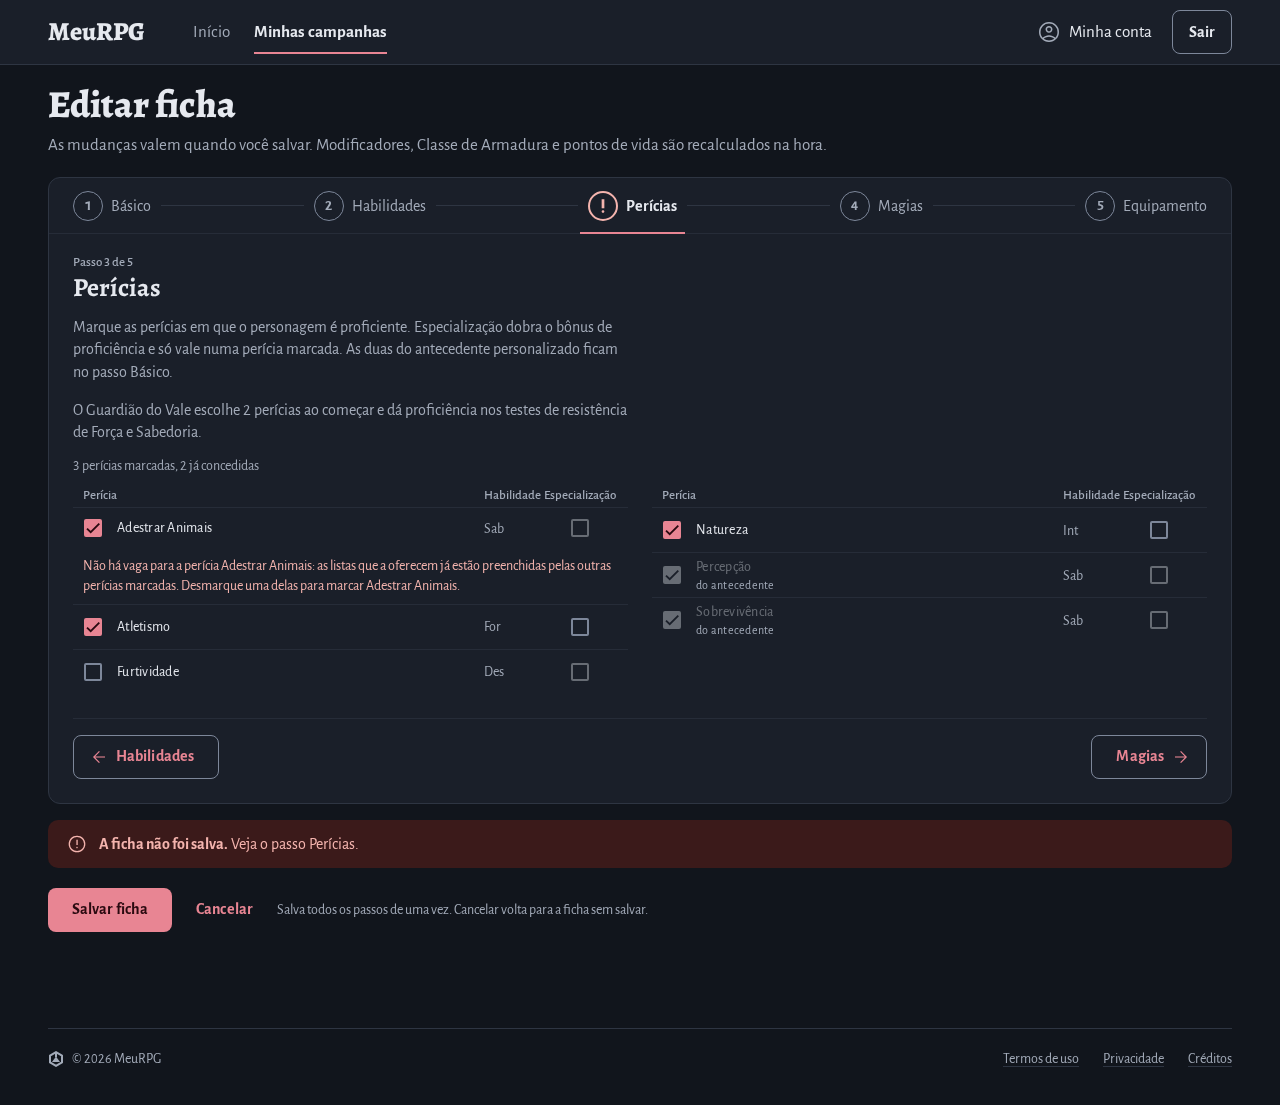 MeuRPG
Início
Minhas campanhas
Minha conta
Sair
Editar ficha
As mudanças valem quando você salvar. Modificadores, Classe de Armadura e pontos de vida são recalculados na hora.
1 Básico
2 Habilidades
! Perícias
4 Magias
5 Equipamento
Passo 3 de 5
Perícias
Marque as perícias em que o personagem é proficiente. Especialização dobra o bônus de
proficiência e só vale numa perícia marcada. As duas do antecedente personalizado ficam
no passo Básico.
O Guardião do Vale escolhe 2 perícias ao começar e dá proficiência nos testes de resistência
de Força e Sabedoria.
3 perícias marcadas, 2 já concedidas
Perícia Habilidade Especialização
Adestrar Animais Sab
Não há vaga para a perícia Adestrar Animais: as listas que a oferecem já estão preenchidas pelas outras
perícias marcadas. Desmarque uma delas para marcar Adestrar Animais.
Atletismo For
Furtividade Des
Perícia Habilidade Especialização
Natureza Int
Percepção Sab
do antecedente
Sobrevivência Sab
do antecedente
Habilidades
Magias
A ficha não foi salva. Veja o passo Perícias.
Salvar ficha
Cancelar
Salva todos os passos de uma vez. Cancelar volta para a ficha sem salvar.
© 2026 MeuRPG
Termos de uso
Privacidade
Créditos